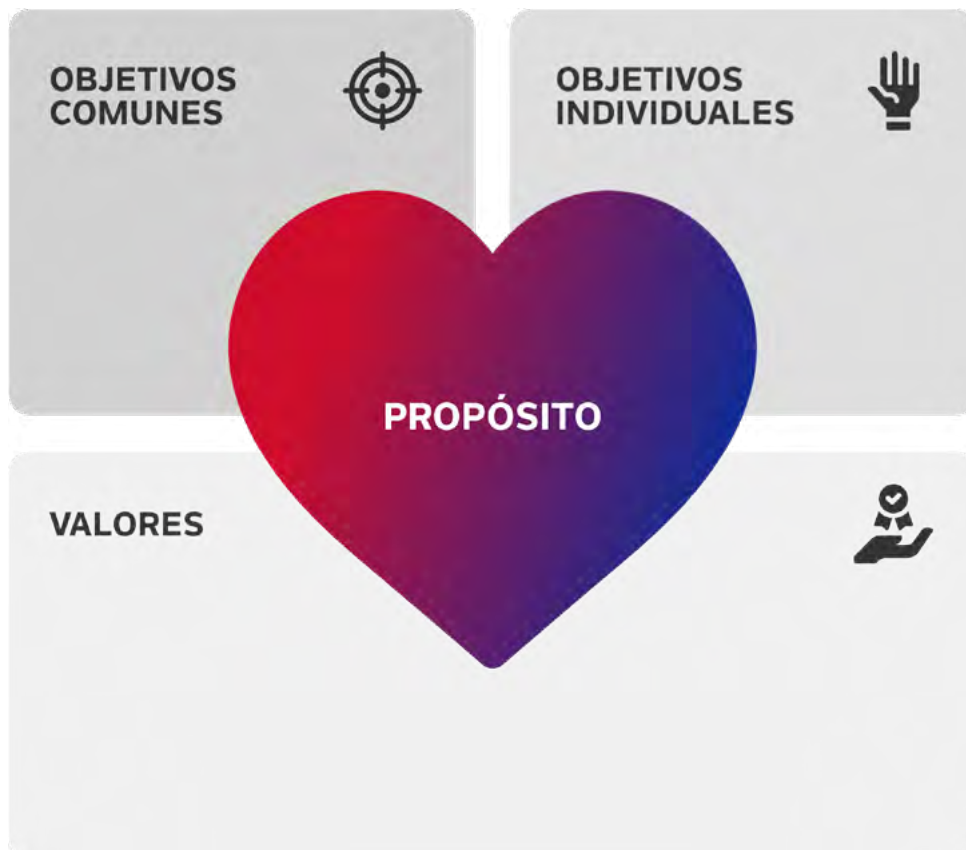 OBJETIVOS
COMUNES
OBJETIVOS
INDIVIDUALES
PROPÓSITO
VALORES